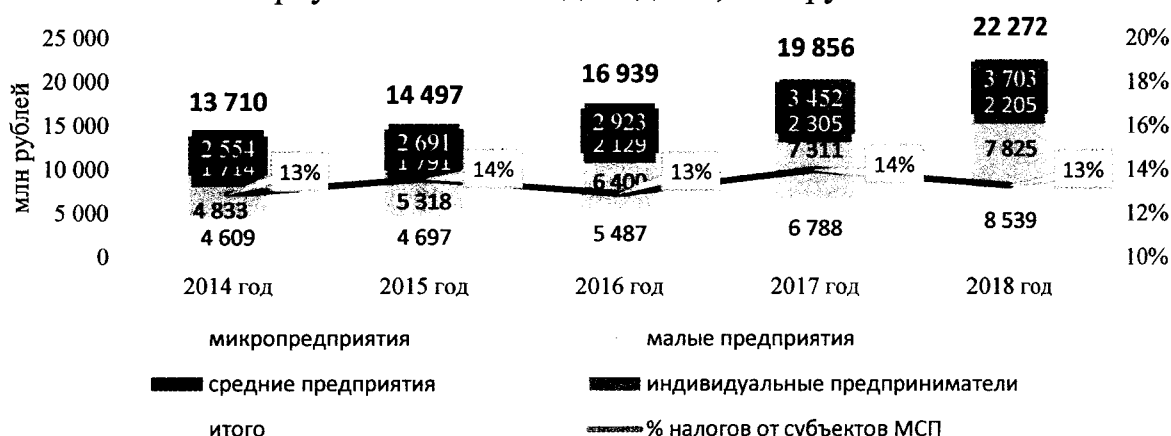 25 000 22 272 20%
20 000 19 856 18%
16 939 3 703
13 710 14 497 3 452 2 205
15 000 2 923 2 305 16%
2 554 2 691 2 129 7 311 7 825
10 000 1 714 13% 1 791 14% 6 400 13% 14% 13% 14%
5 000 4 833 5 318 12%
4 609 4 697 5 487 6 788 8 539
0 10%
млн рублей
2014 год 2015 год 2016 год 2017 год 2018 год
микропредприятия малые предприятия
средние предприятия индивидуальные предприниматели
итого % налогов от субъектов МСП